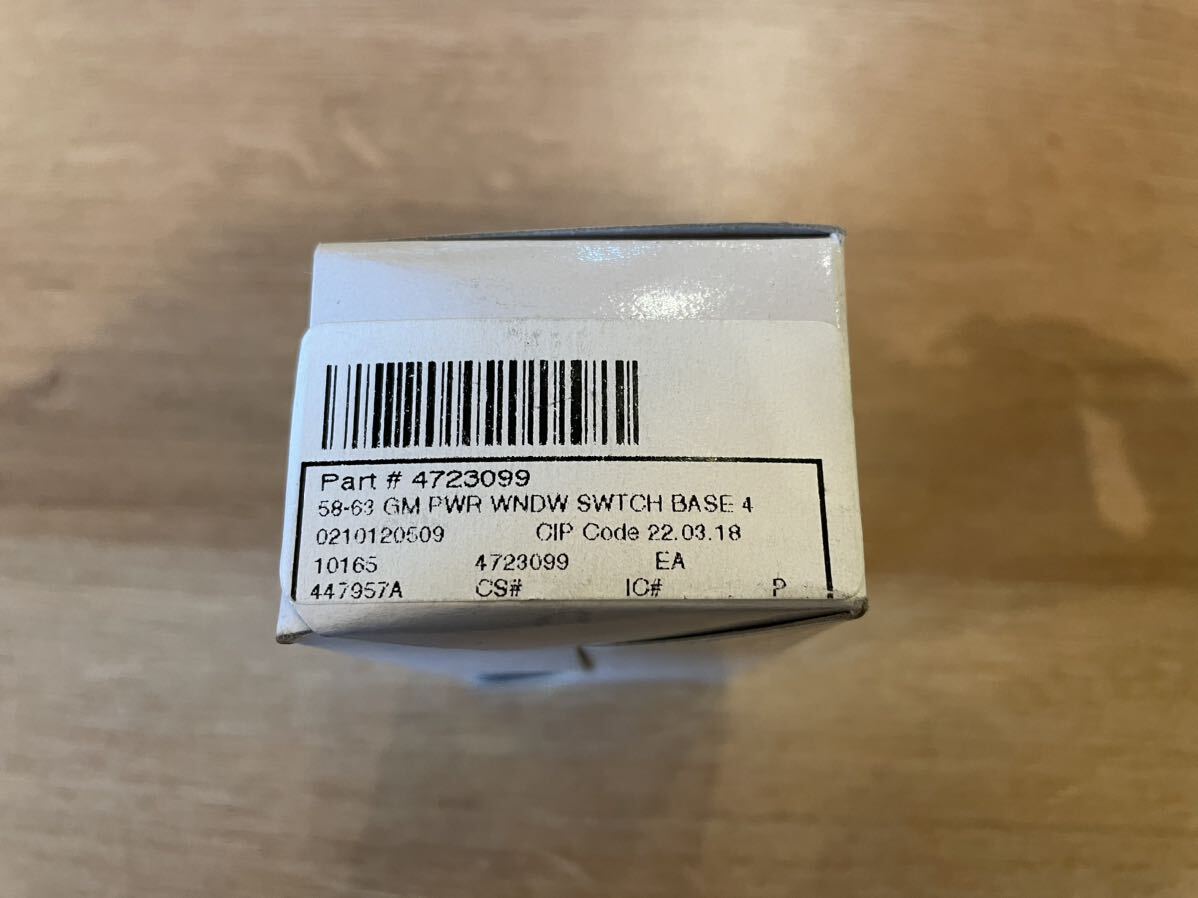 Part # 4723099
58-63 GM PWR WNDW SWTCH BASE 4
0210120509 CIP Code 22.03.18
10165 4723099 EA
447957A CS# IC# P